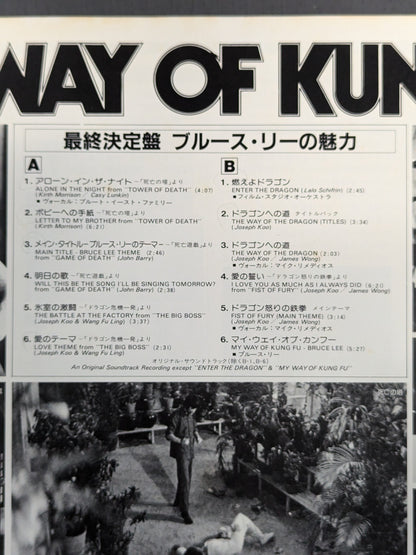 WAY OF KUN
最終決定盤 ブルース・リーの魅力
A
1. アローン・イン・ザ・ナイト ―「死亡の塔」より
ALONE IN THE NIGHT from "TOWER OF DEATH" (4:07)
(Kirth Morrison / Casy Lunkin)
■ ヴォーカル:ブルート・イースト・ファミリー
2. ボビーへの手紙 ―「死亡の塔」より
LETTER TO MY BROTHER from "TOWER OF DEATH"
(Kirth Morrison) (6:21)
3. メイン・タイトル~ブルース・リーのテーマ ―「死亡遊戯」より
MAIN TITLE - BRUCE LEE THEME (2:46)
from "GAME OF DEATH" (John Barry)
4. 明日の歌 ―「死亡遊戯」より
WILL THIS BE THE SONG I'LL BE SINGING TOMORROW?
from "GAME OF DEATH" (John Barry) (2:38)
5. 氷室の激闘 ―「ドラゴン危機一発」より
THE BATTLE AT THE FACTORY from "THE BIG BOSS"
(Joseph Koo & Wang Fu Ling) (3:37)
6. 愛のテーマ ―「ドラゴン危機一発」より
LOVE THEME from "THE BIG BOSS" (2:31)
(Joseph Koo & Wang Fu Ling)
B
1. 燃えよドラゴン
ENTER THE DRAGON (Lalo Schifrin) (2:45)
■ フィルム・スタジオ・オーケストラ
2. ドラゴンへの道 タイトルバック
THE WAY OF THE DRAGON (TITLES) (3:34)
(Joseph Koo)
3. ドラゴンへの道
THE WAY OF THE DRAGON (2:03)
(Joseph Koo / James Wong)
■ ヴォーカル:マイク・リメディオス
4. 愛の誓い ―「ドラゴン怒りの鉄拳」より
I LOVE YOU AS MUCH AS I ALWAYS DID (6:20)
from "FIST OF FURY" (Joseph Koo / James Wong)
5. ドラゴン怒りの鉄拳 メインテーマ
FIST OF FURY (MAIN THEME) (3:14)
(Joseph Koo / James Wong)
■ ヴォーカル:マイク・リメディオス
6. マイ・ウェイ・オブ・カンフー
MY WAY OF KUNG FU - BRUCE LEE (5:27)
■ ブルース・リー
オリジナル・サウンドトラック(除くB-1、B-6)
An Original Soundtrack Recording except "ENTER THE DRAGON" & "MY WAY OF KUNG FU"
死亡の塔